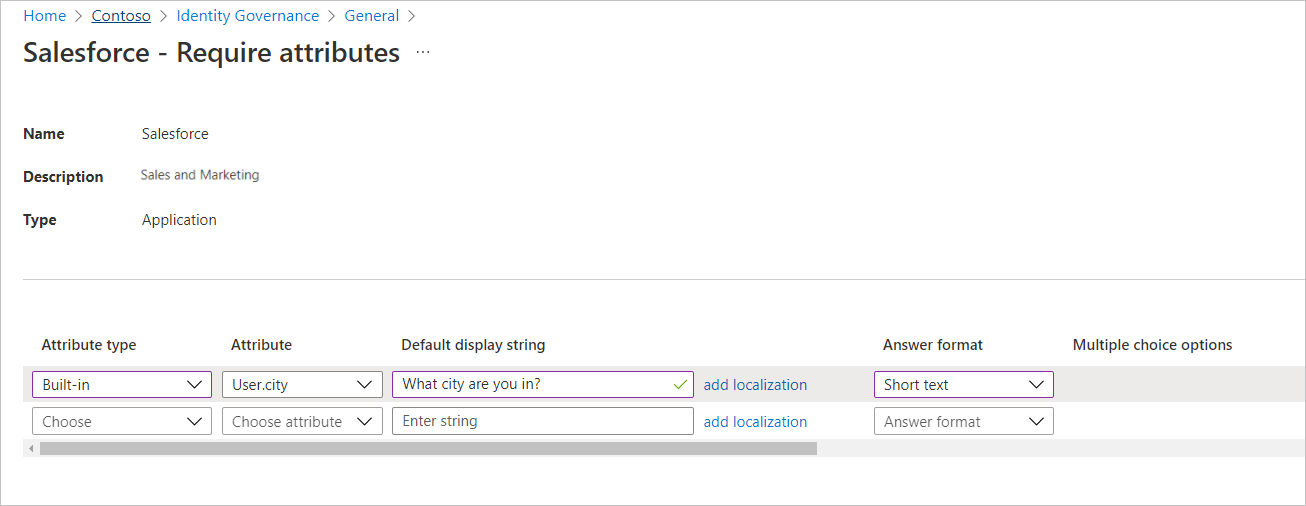 Home > Contoso > Identity Governance > General >
Salesforce - Require attributes ...
Name Salesforce
Description Sales and Marketing
Type Application
Attribute type Attribute Default display string Answer format Multiple choice options
Built-in User.city What city are you in? add localization Short text
Choose Choose attribute Enter string add localization Answer format